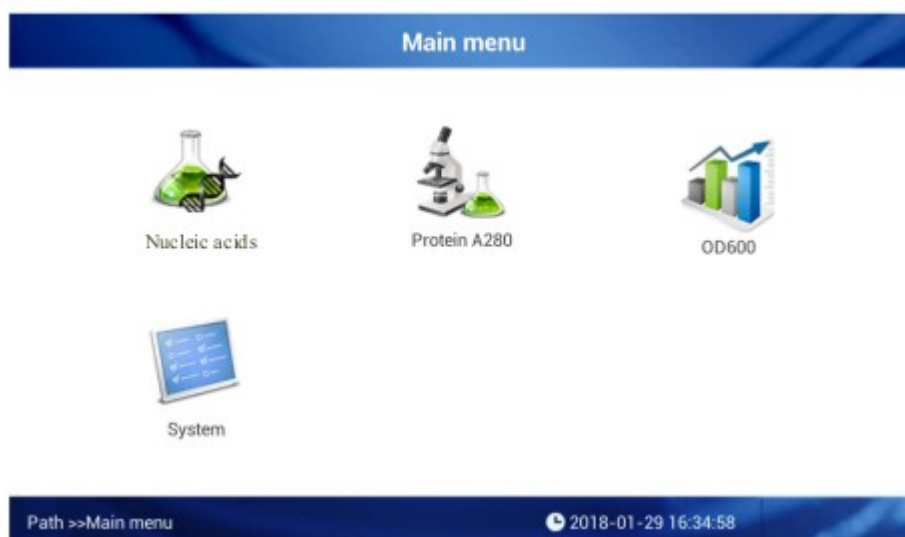 Main menu
Nucleic acids
Protein A280
OD600
System
Path >>Main menu
2018-01-29 16:34:58